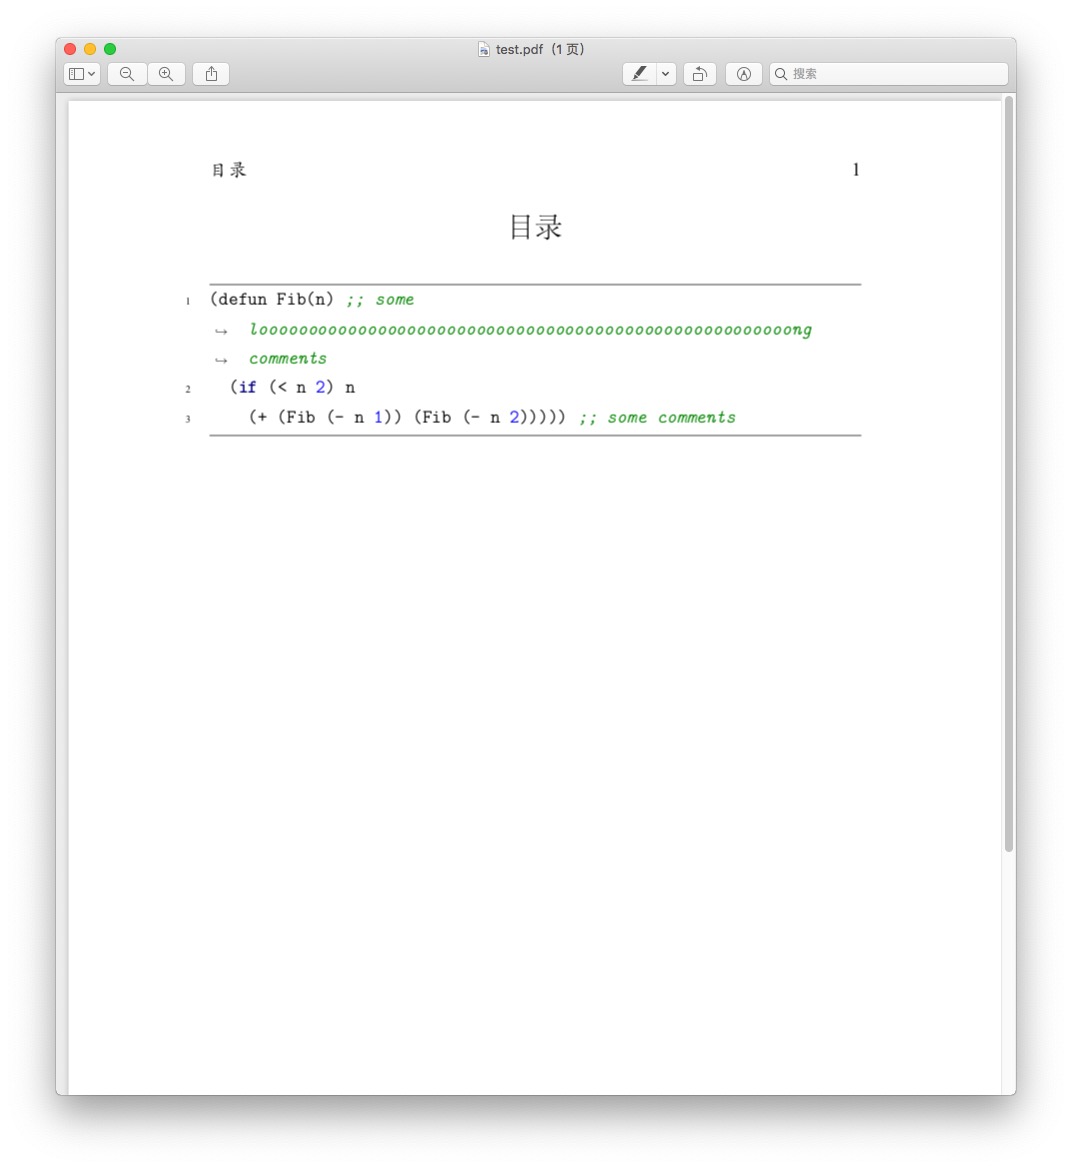 test.pdf（1 页）
搜索
目录 1
目录
1 (defun Fib(n) ;; some
↪ looooooooooooooooooooooooooooooooooooooooooooooooooooooong
↪ comments
2 (if (< n 2) n
3 (+ (Fib (- n 1)) (Fib (- n 2))))) ;; some comments